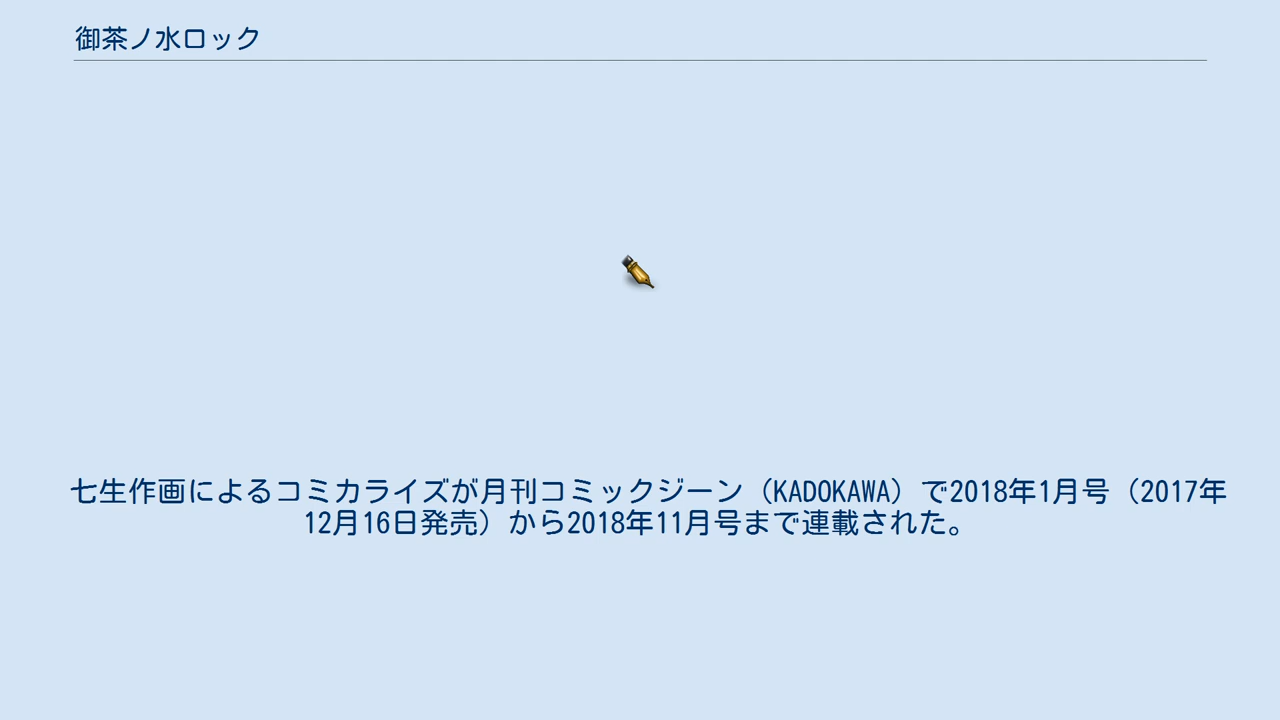 御茶ノ水ロック
七生作画によるコミカライズが月刊コミックジーン（KADOKAWA）で2018年1月号（2017年
12月16日発売）から2018年11月号まで連載された。